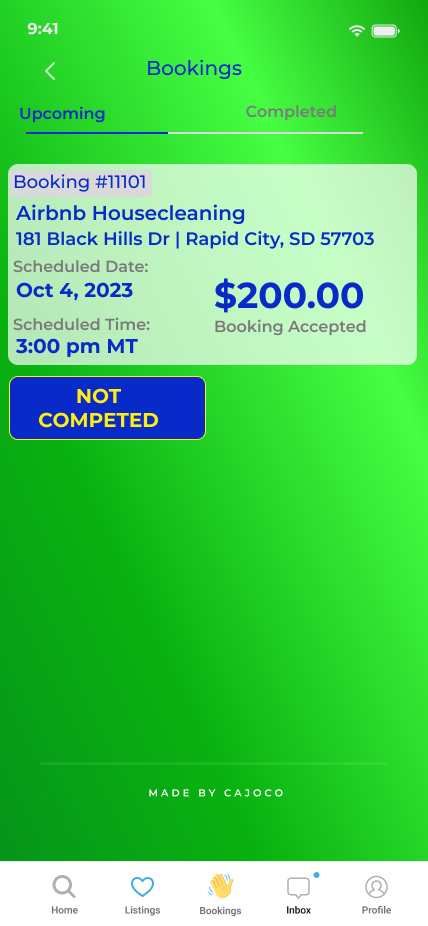 9:41
Bookings
Upcoming
Completed
Booking #11101
Airbnb Housecleaning
181 Black Hills Dr | Rapid City, SD 57703
Scheduled Date:
Oct 4, 2023
$200.00
Scheduled Time:
Booking Accepted
3:00 pm MT
NOT
COMPETED
MADE BY CAJOCO
Home
Listings
Bookings
Inbox
Profile